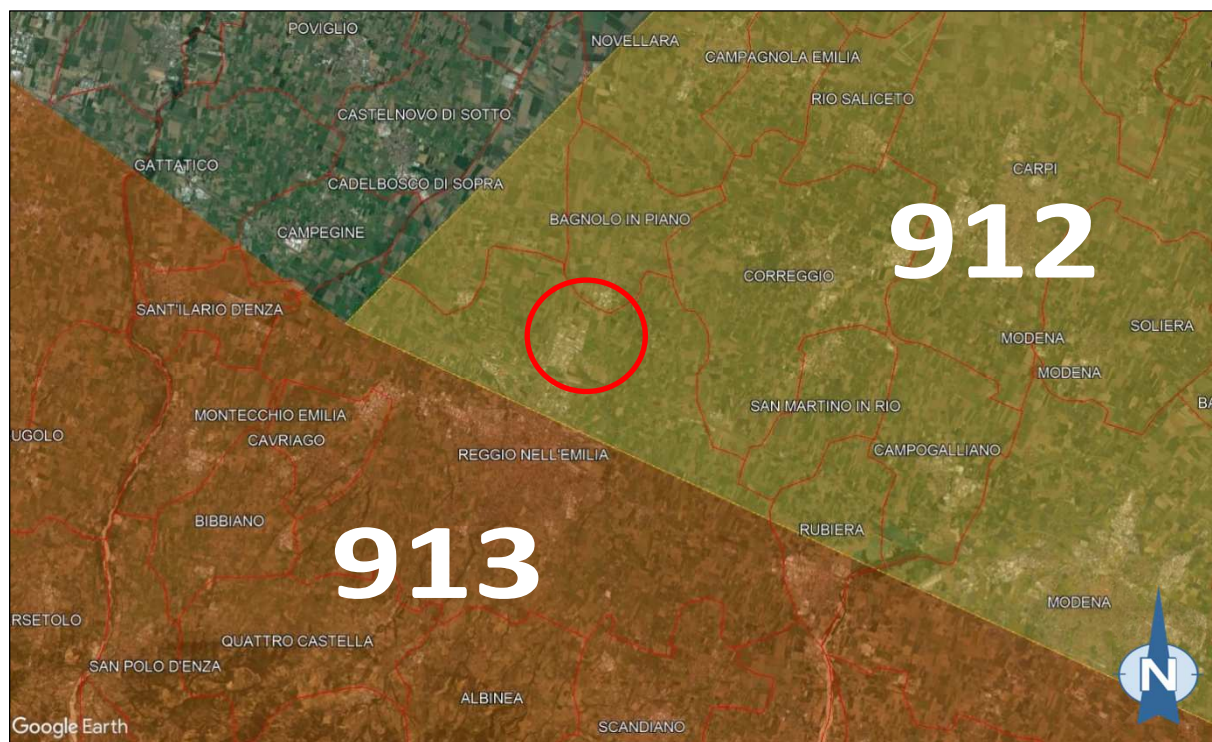 POVIGLIO
NOVELLARA
CAMPAGNOLA EMILIA
RIO SALICETO
CASTELNOVO DI SOTTO
GATTATICO
CARPI
CADELBOSCO DI SOPRA
BAGNOLO IN PIANO
912
CAMPEGINE
CORREGGIO
SANT'ILARIO D'ENZA
SOLIERA
MODENA
MODENA
BA
SAN MARTINO IN RIO
MONTECCHIO EMILIA
UGOLO
CAVRIAGO
CAMPOGALLIANO
REGGIO NELL'EMILIA
BIBBIANO
RUBIERA
913
MODENA
RSETOLO
QUATTRO CASTELLA
SAN POLO D'ENZA
N
ALBINEA
Google Earth
SCANDIANO